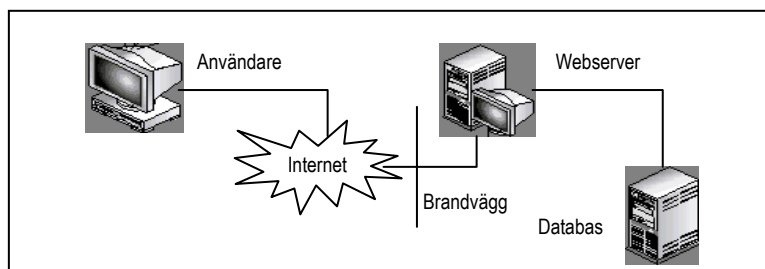 Användare
Webserver
Internet
Brandvägg
Databas